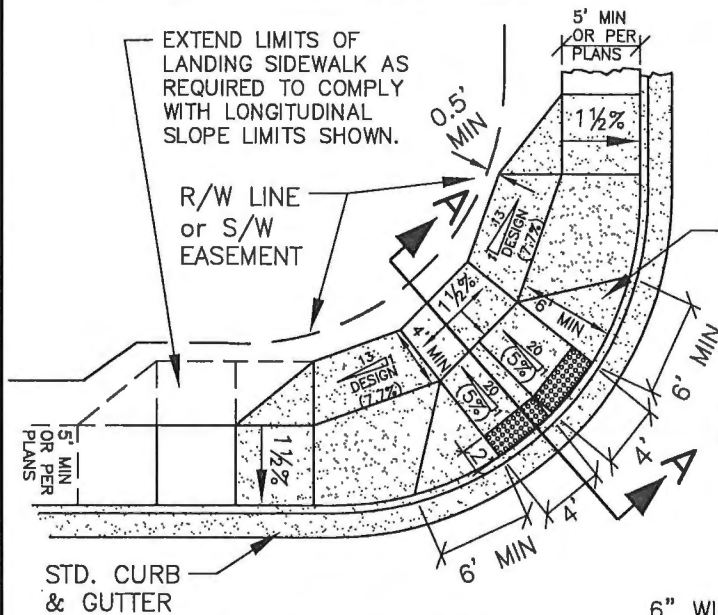 5' MIN
OR PER
PLANS
EXTEND LIMITS OF
LANDING SIDEWALK AS
REQUIRED TO COMPLY
WITH LONGITUDINAL
SLOPE LIMITS SHOWN.
0.5'
MIN
1½%
R/W LINE
or S/W
EASEMENT
A
13
1
DESIGN
(7.7%)
1½%
6' MIN
4' MIN
13
1
DESIGN
(7.7%)
20
1
(5%)
20
1
(5%)
6' MIN
5' MIN
OR PER
PLANS
1½%
2'
4'
4'
A
6' MIN
STD. CURB
& GUTTER
6"